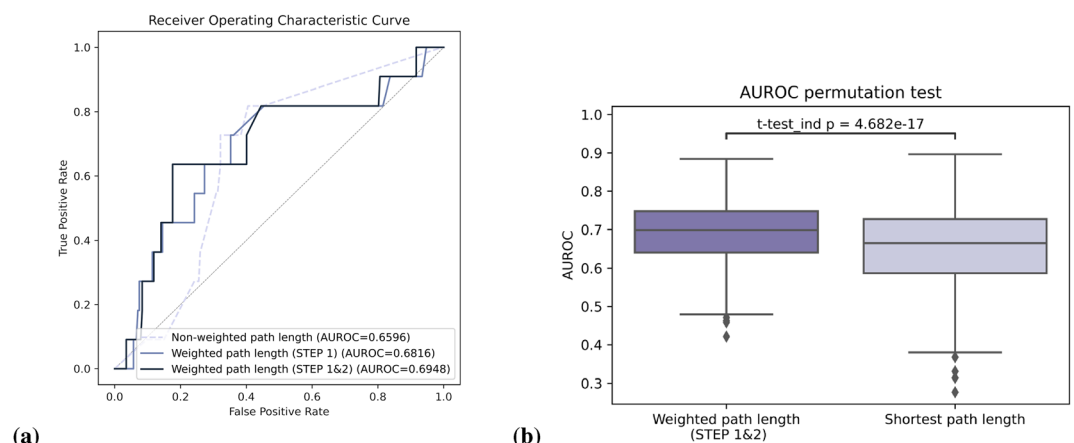 Receiver Operating Characteristic Curve
True Positive Rate
1.0
0.8
0.6
0.4
0.2
0.0
Non-weighted path length (AUROC=0.6596)
Weighted path length (STEP 1) (AUROC=0.6816)
Weighted path length (STEP 1&2) (AUROC=0.6948)
0.0 0.2 0.4 0.6 0.8 1.0
False Positive Rate
(a)
AUROC permutation test
t-test_ind p = 4.682e-17
AUROC
1.0
0.9
0.8
0.7
0.6
0.5
0.4
0.3
Weighted path length
(STEP 1&2)
Shortest path length
(b)